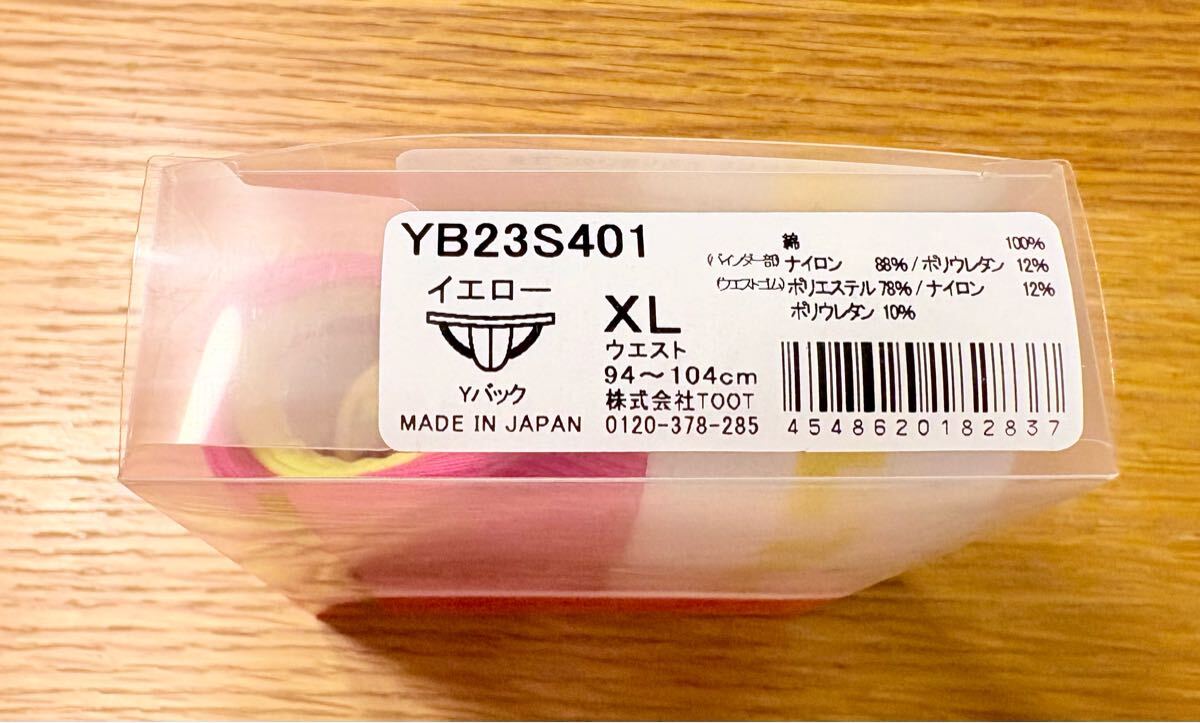 YB23S401
イエロー
Yバック
MADE IN JAPAN
XL
ウエスト
94～104cm
株式会社TOOT
0120-378-285
綿 100%
(バインダー部) ナイロン 88% / ポリウレタン 12%
(ウエストゴム) ポリエステル 78% / ナイロン 12%
ポリウレタン 10%
4548620182837